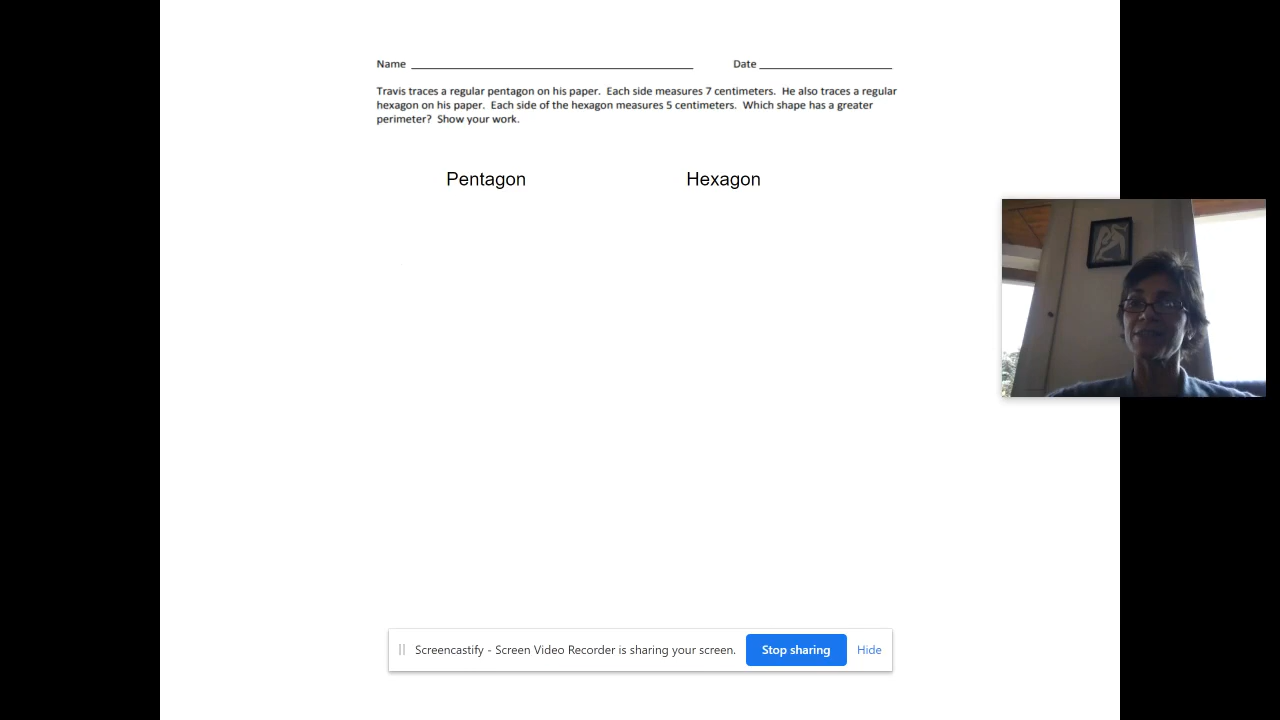 Name ________________ Date ________________
Travis traces a regular pentagon on his paper.  Each side measures 7 centimeters.  He also traces a regular
hexagon on his paper.  Each side of the hexagon measures 5 centimeters.  Which shape has a greater
perimeter?  Show your work.
Pentagon Hexagon
Screencastify - Screen Video Recorder is sharing your screen. Stop sharing Hide